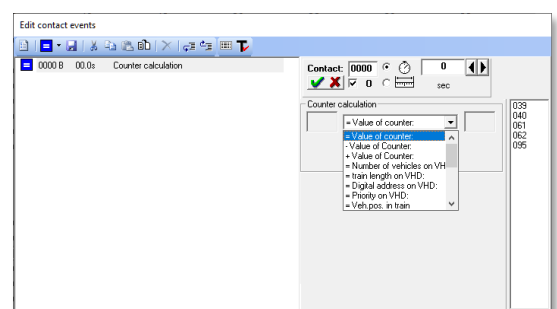 Edit contact events
0000 B 00.0s Counter calculation
Contact: 0000 0
0 sec
Counter calculation
= Value of counter:
= Value of counter:
- Value of Counter:
+ Value of Counter:
= Number of vehicles on VH
= train length on VHD:
= Digital address on VHD:
= Priority on VHD:
= Veh.pos. in train
039
040
061
062
095